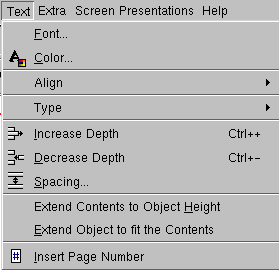 Text Extra Screen Presentations Help
Font...
Color...
Align
Type
Increase Depth Ctrl++
Decrease Depth Ctrl+-
Spacing...
Extend Contents to Object Height
Extend Object to fit the Contents
# Insert Page Number